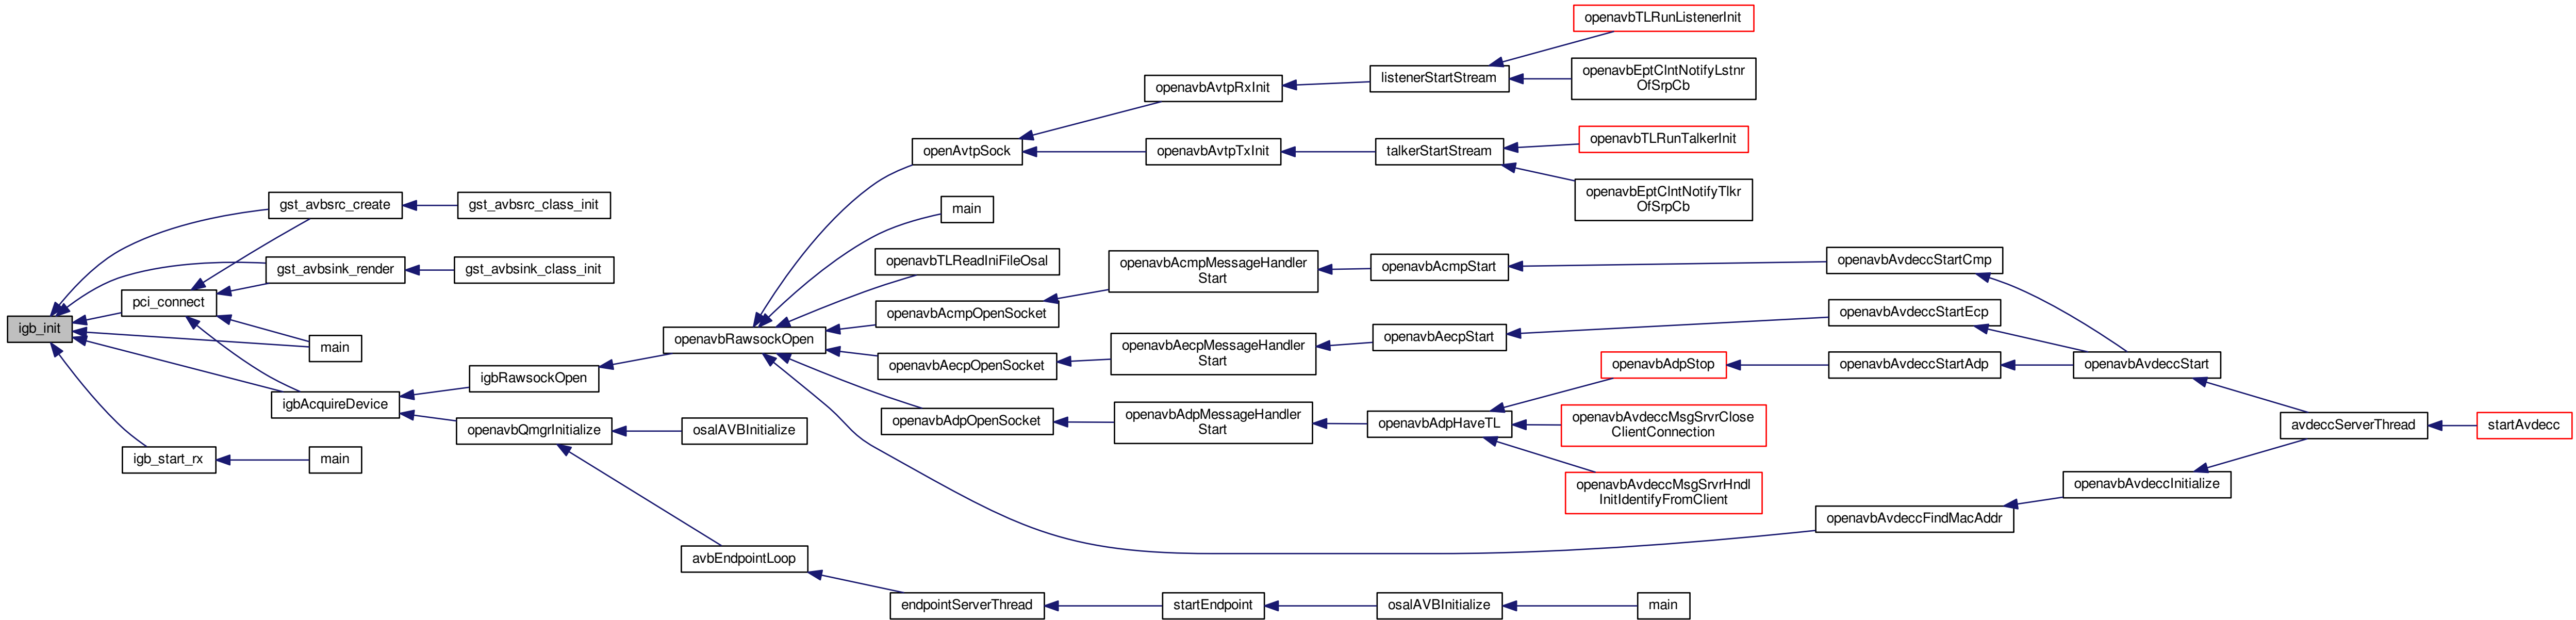 igb_init
gst_avbsrc_create
gst_avbsrc_class_init
gst_avbsink_render
gst_avbsink_class_init
pci_connect
main
igbAcquireDevice
igb_start_rx
main
igbRawsockOpen
openavbQmgrInitialize
osalAVBInitialize
avbEndpointLoop
endpointServerThread
startEndpoint
osalAVBInitialize
main
openavbRawsockOpen
openAvtpSock
openavbAvtpRxInit
listenerStartStream
openavbTLRunListenerInit
openavbEptClntNotifyLstnr
OfSrpCb
openavbAvtpTxInit
talkerStartStream
openavbTLRunTalkerInit
openavbEptClntNotifyTlkr
OfSrpCb
main
openavbTLReadIniFileOsal
openavbAcmpOpenSocket
openavbAcmpMessageHandler
Start
openavbAcmpStart
openavbAvdeccStartCmp
openavbAecpOpenSocket
openavbAecpMessageHandler
Start
openavbAecpStart
openavbAvdeccStartEcp
openavbAdpOpenSocket
openavbAdpMessageHandler
Start
openavbAdpHaveTL
openavbAdpStop
openavbAvdeccStartAdp
openavbAvdeccMsgSrvrClose
ClientConnection
openavbAvdeccMsgSrvrHndl
InitIdentifyFromClient
openavbAvdeccStart
avdeccServerThread
startAvdecc
openavbAvdeccFindMacAddr
openavbAvdeccInitialize